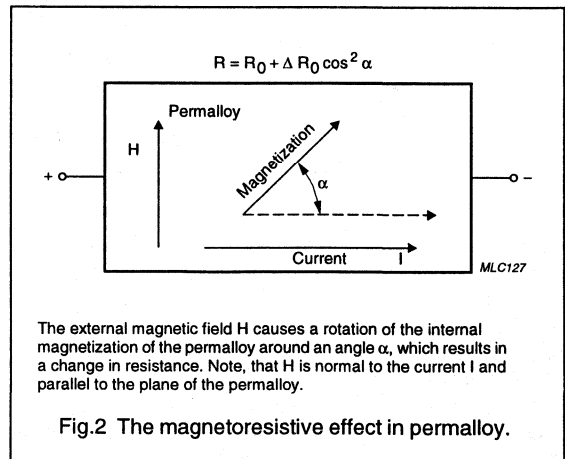 R = R0 + Δ R0 cos² α
Permalloy
H
Magnetization
α
+
−
Current I
MLC127
The external magnetic field H causes a rotation of the internal
magnetization of the permalloy around an angle α, which results in
a change in resistance. Note, that H is normal to the current I and
parallel to the plane of the permalloy.
Fig.2 The magnetoresistive effect in permalloy.